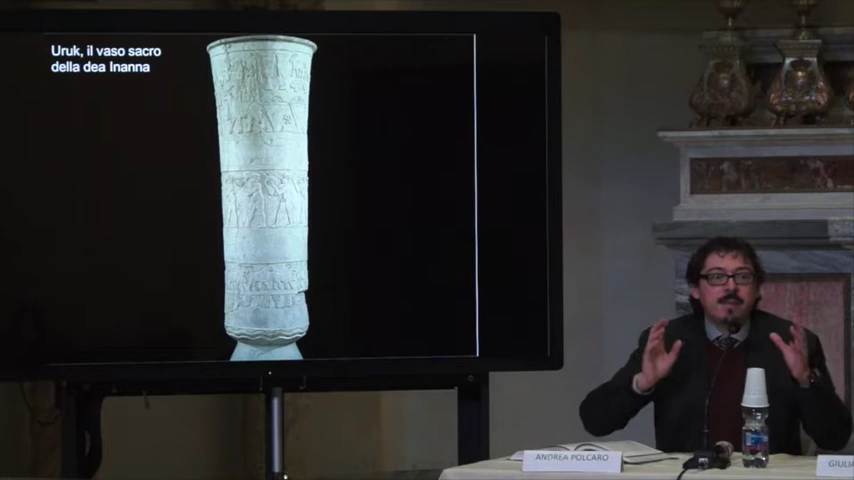 Uruk, il vaso sacro
della dea Inanna
ANDREA POLCARO
GIULIA